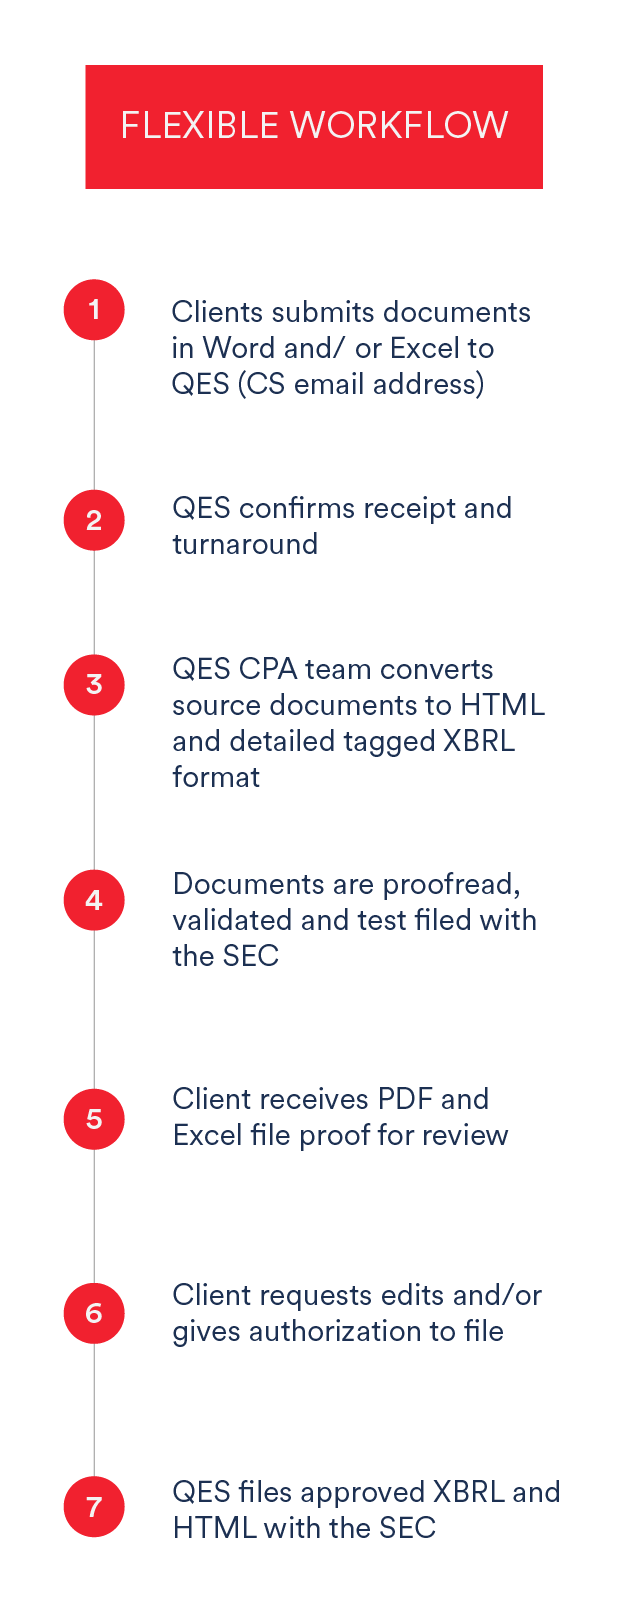 FLEXIBLE WORKFLOW
1
Clients submits documents
in Word and/ or Excel to
QES (CS email address)
2
QES confirms receipt and
turnaround
3
QES CPA team converts
source documents to HTML
and detailed tagged XBRL
format
4
Documents are proofread,
validated and test filed with
the SEC
5
Client receives PDF and
Excel file proof for review
6
Client requests edits and/or
gives authorization to file
7
QES files approved XBRL and
HTML with the SEC